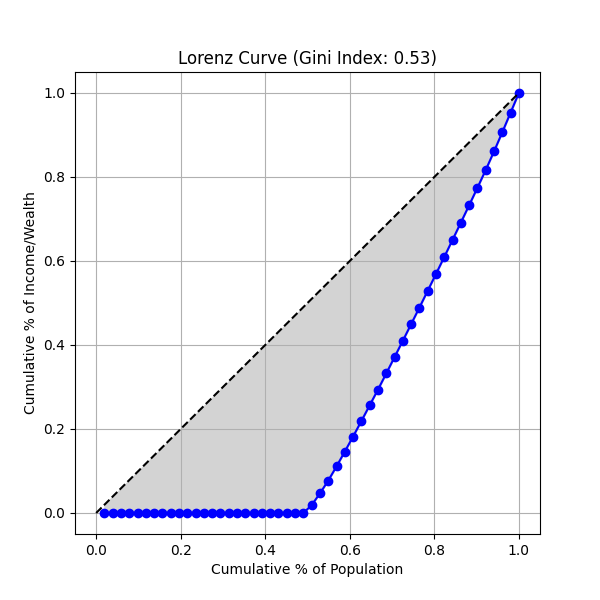 Lorenz Curve (Gini Index: 0.53)
Cumulative % of Income/Wealth
1.0
0.8
0.6
0.4
0.2
0.0
0.0 0.2 0.4 0.6 0.8 1.0
Cumulative % of Population